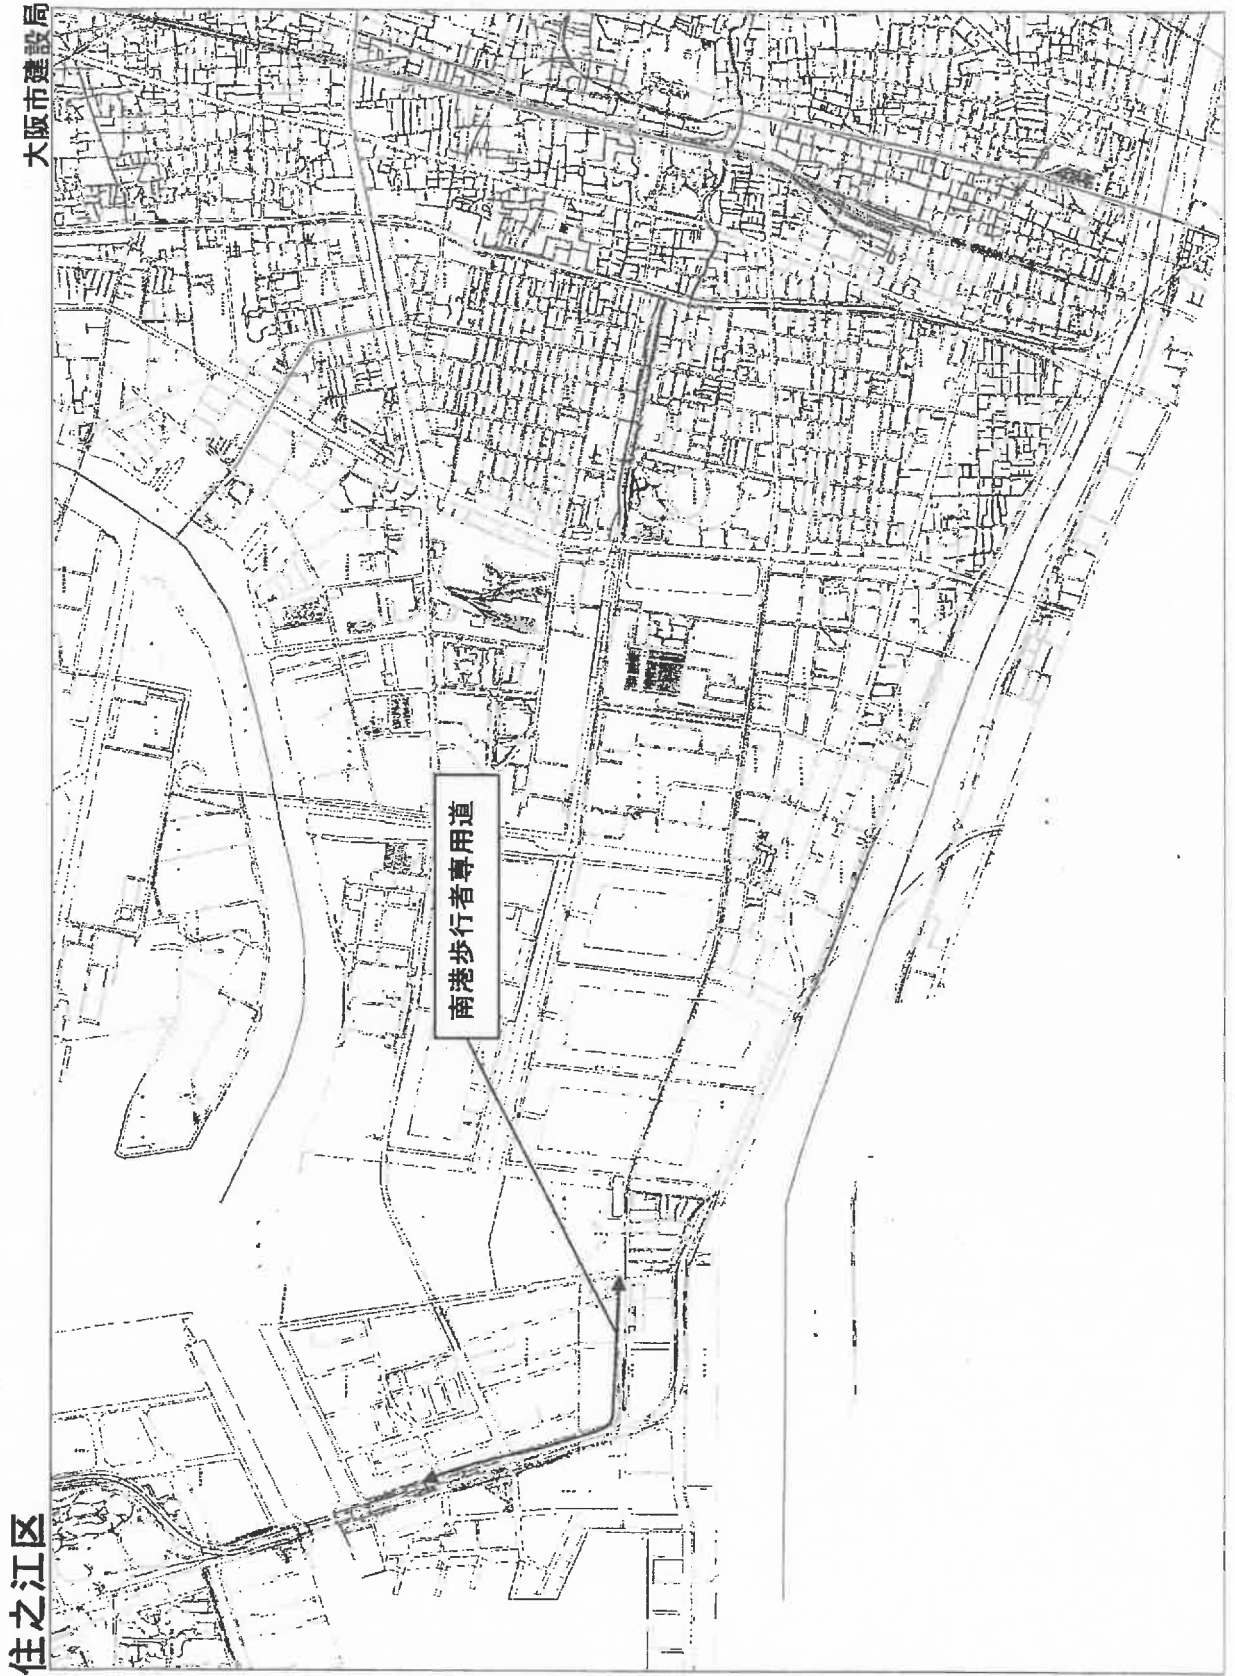 住之江区
大阪市建設局
南港歩行者専用道